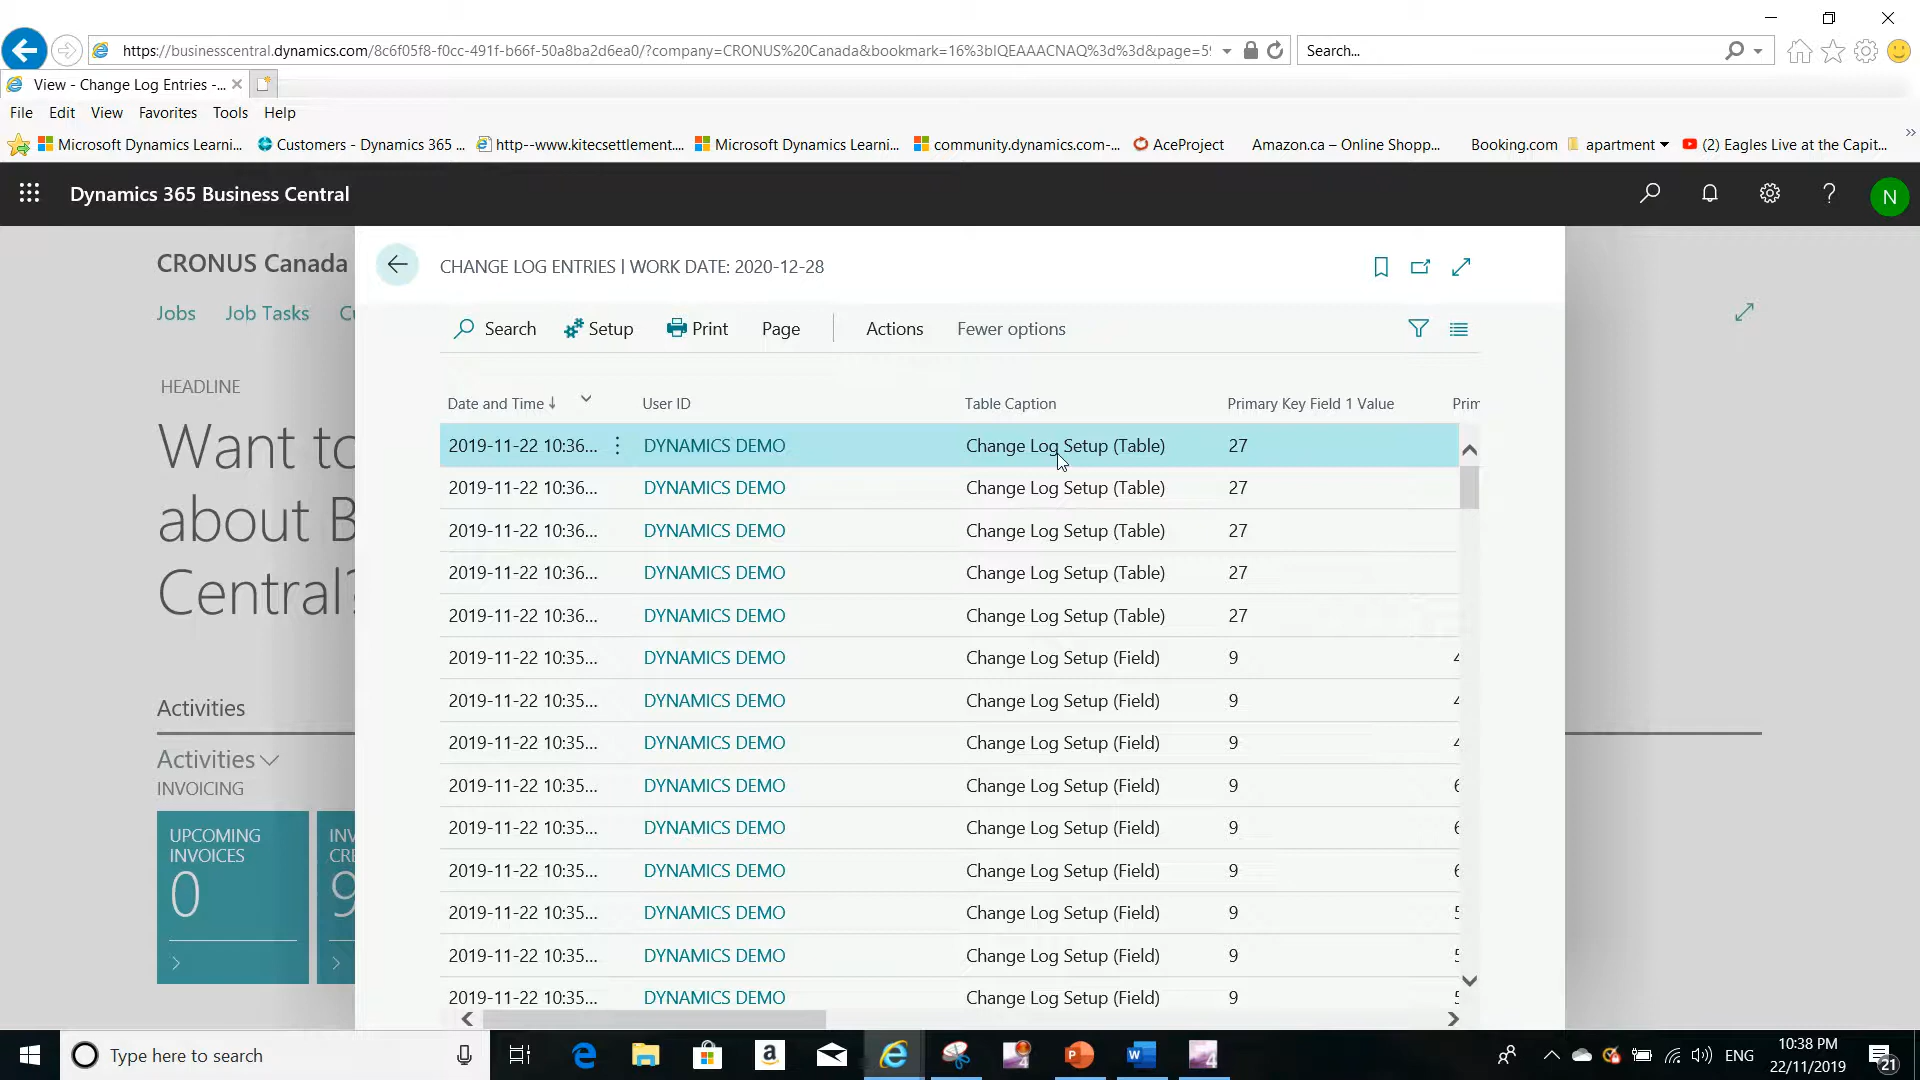 https://businesscentral.dynamics.com/8c6f05f8-f0cc-491f-b66f-50a8ba2d6ea0/?company=CRONUS%20Canada&bookmark=16%3bIQEAAACNAQ%3d%3d&page=59
Search...
View - Change Log Entries -...
File Edit View Favorites Tools Help
Microsoft Dynamics Learni... Customers - Dynamics 365 ... http--www.kitecsettlement.... Microsoft Dynamics Learni... community.dynamics.com-... AceProject Amazon.ca – Online Shopp... Booking.com apartment (2) Eagles Live at the Capit...
Dynamics 365 Business Central
N
CRONUS Canada
CHANGE LOG ENTRIES | WORK DATE: 2020-12-28
Jobs Job Tasks
Search Setup Print Page Actions Fewer options
HEADLINE
Want to
about B
Central?
Date and Time ↓ User ID Table Caption Primary Key Field 1 Value Prim
2019-11-22 10:36... DYNAMICS DEMO Change Log Setup (Table) 27
2019-11-22 10:36... DYNAMICS DEMO Change Log Setup (Table) 27
2019-11-22 10:36... DYNAMICS DEMO Change Log Setup (Table) 27
2019-11-22 10:36... DYNAMICS DEMO Change Log Setup (Table) 27
2019-11-22 10:36... DYNAMICS DEMO Change Log Setup (Table) 27
2019-11-22 10:35... DYNAMICS DEMO Change Log Setup (Field) 9 4
2019-11-22 10:35... DYNAMICS DEMO Change Log Setup (Field) 9 4
2019-11-22 10:35... DYNAMICS DEMO Change Log Setup (Field) 9 4
2019-11-22 10:35... DYNAMICS DEMO Change Log Setup (Field) 9 6
2019-11-22 10:35... DYNAMICS DEMO Change Log Setup (Field) 9 6
2019-11-22 10:35... DYNAMICS DEMO Change Log Setup (Field) 9 6
2019-11-22 10:35... DYNAMICS DEMO Change Log Setup (Field) 9 5
2019-11-22 10:35... DYNAMICS DEMO Change Log Setup (Field) 9 5
2019-11-22 10:35... DYNAMICS DEMO Change Log Setup (Field) 9 5
Activities
Activities
INVOICING
UPCOMING
INVOICES
0
INV
CRE
9
Type here to search
ENG
10:38 PM
22/11/2019
21